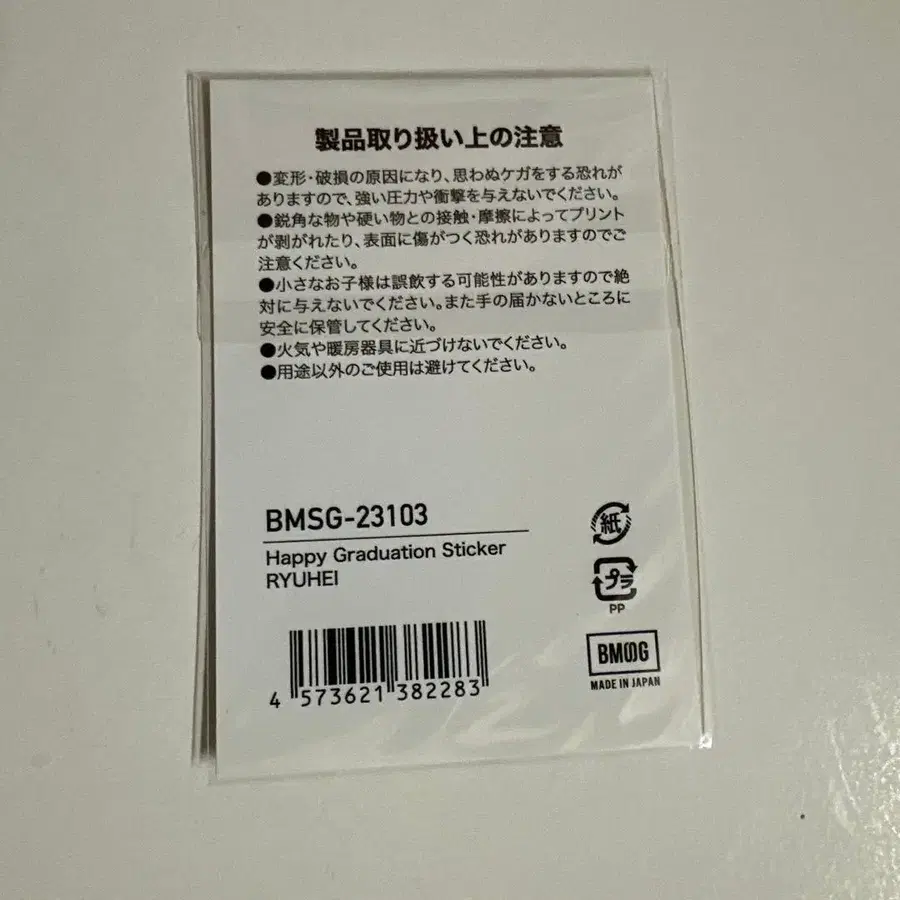 製品取り扱い上の注意
●変形・破損の原因になり、思わぬケガをする恐れが
ありますので、強い圧力や衝撃を与えないでください。
●鋭角な物や硬い物との接触・摩擦によってプリント
が剥がれたり、表面に傷がつく恐れがありますのでご
注意ください。
●小さなお子様は誤飲する可能性がありますので絶
対に与えないでください。また手の届かないところに
安全に保管してください。
●火気や暖房器具に近づけないでください。
●用途以外のご使用は避けてください。
BMSG-23103
Happy Graduation Sticker
RYUHEI
4 573621 382283
紙
プラ
PP
BMSG
MADE IN JAPAN